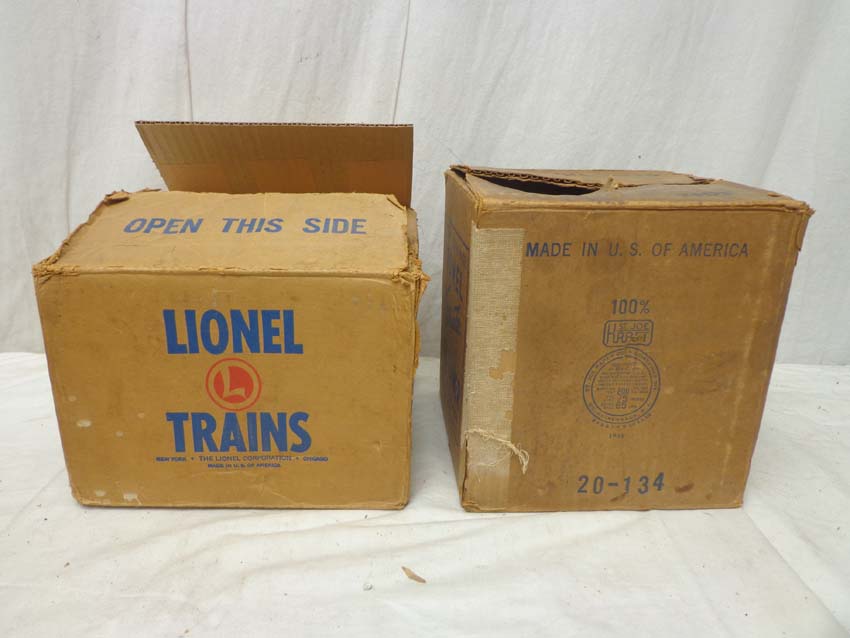 OPEN THIS SIDE
LIONEL
L
TRAINS
NEW YORK • THE LIONEL CORPORATION • CHICAGO
MADE IN U. S. OF AMERICA
MADE IN U. S. OF AMERICA
100%
ST. JOE
KRAFT
20-134